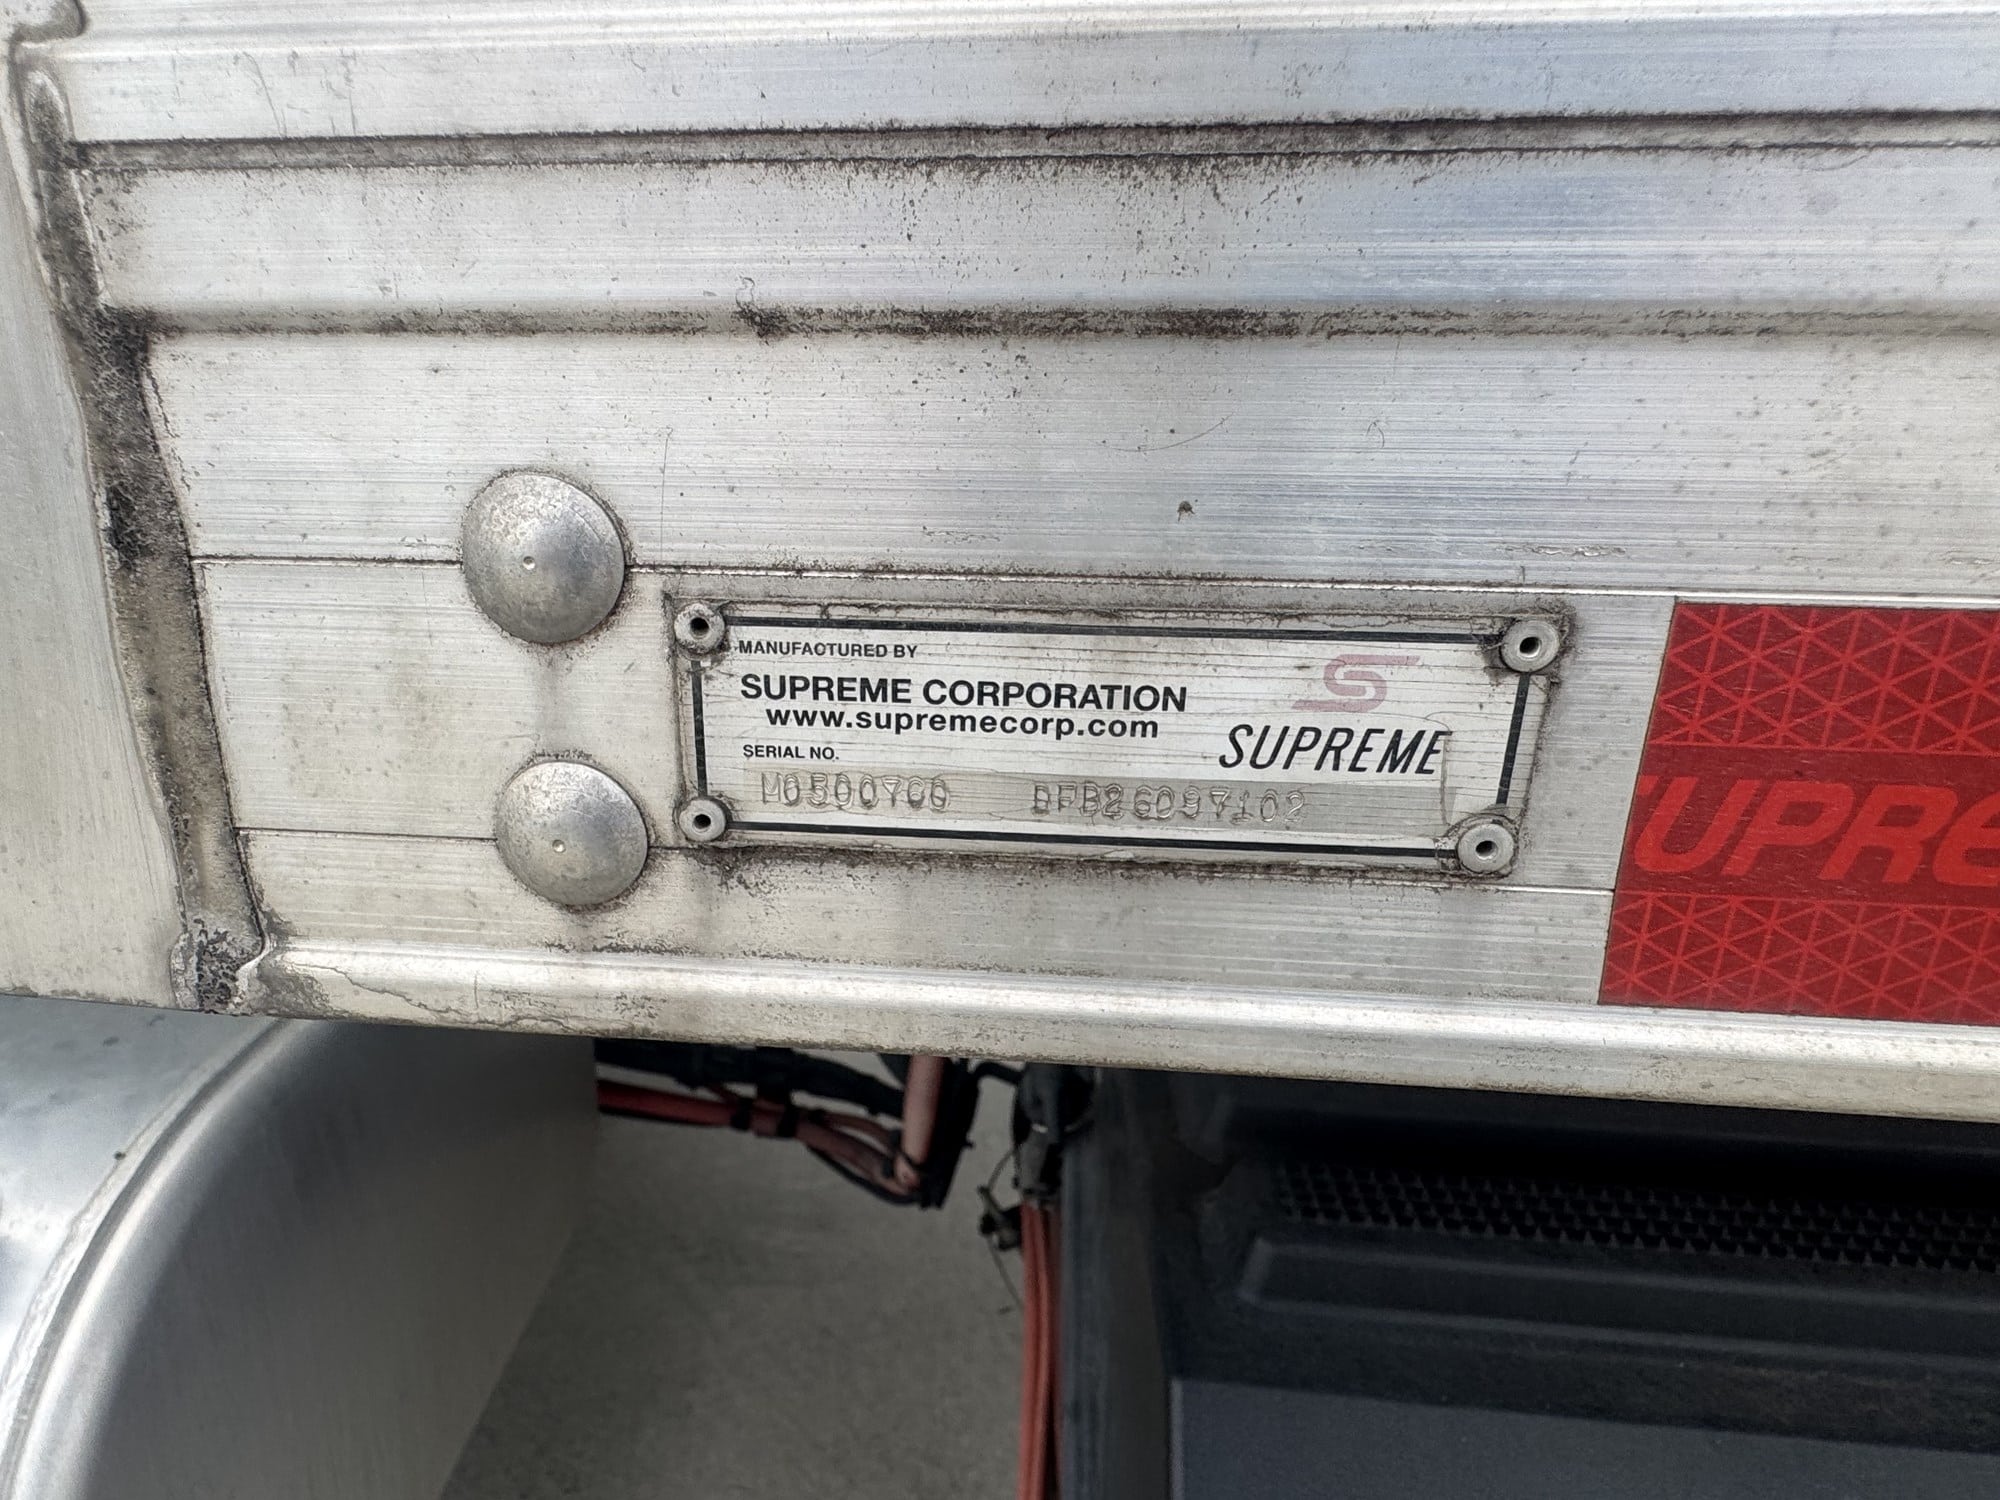 MANUFACTURED BY
SUPREME CORPORATION
www.supremecorp.com
SUPREME
SERIAL NO.
UPRE